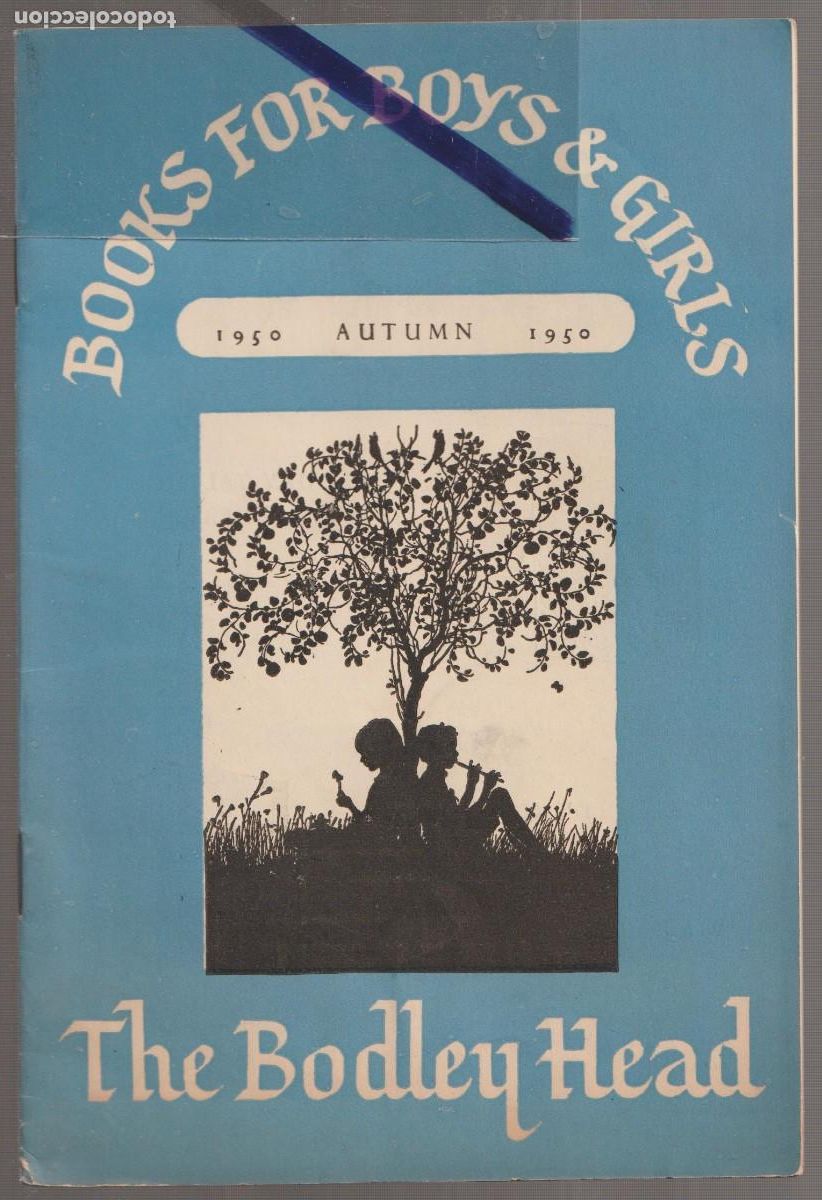 todocoleccion
BOOKS FOR BOYS & GIRLS
1950 AUTUMN 1950
The Bodley Head